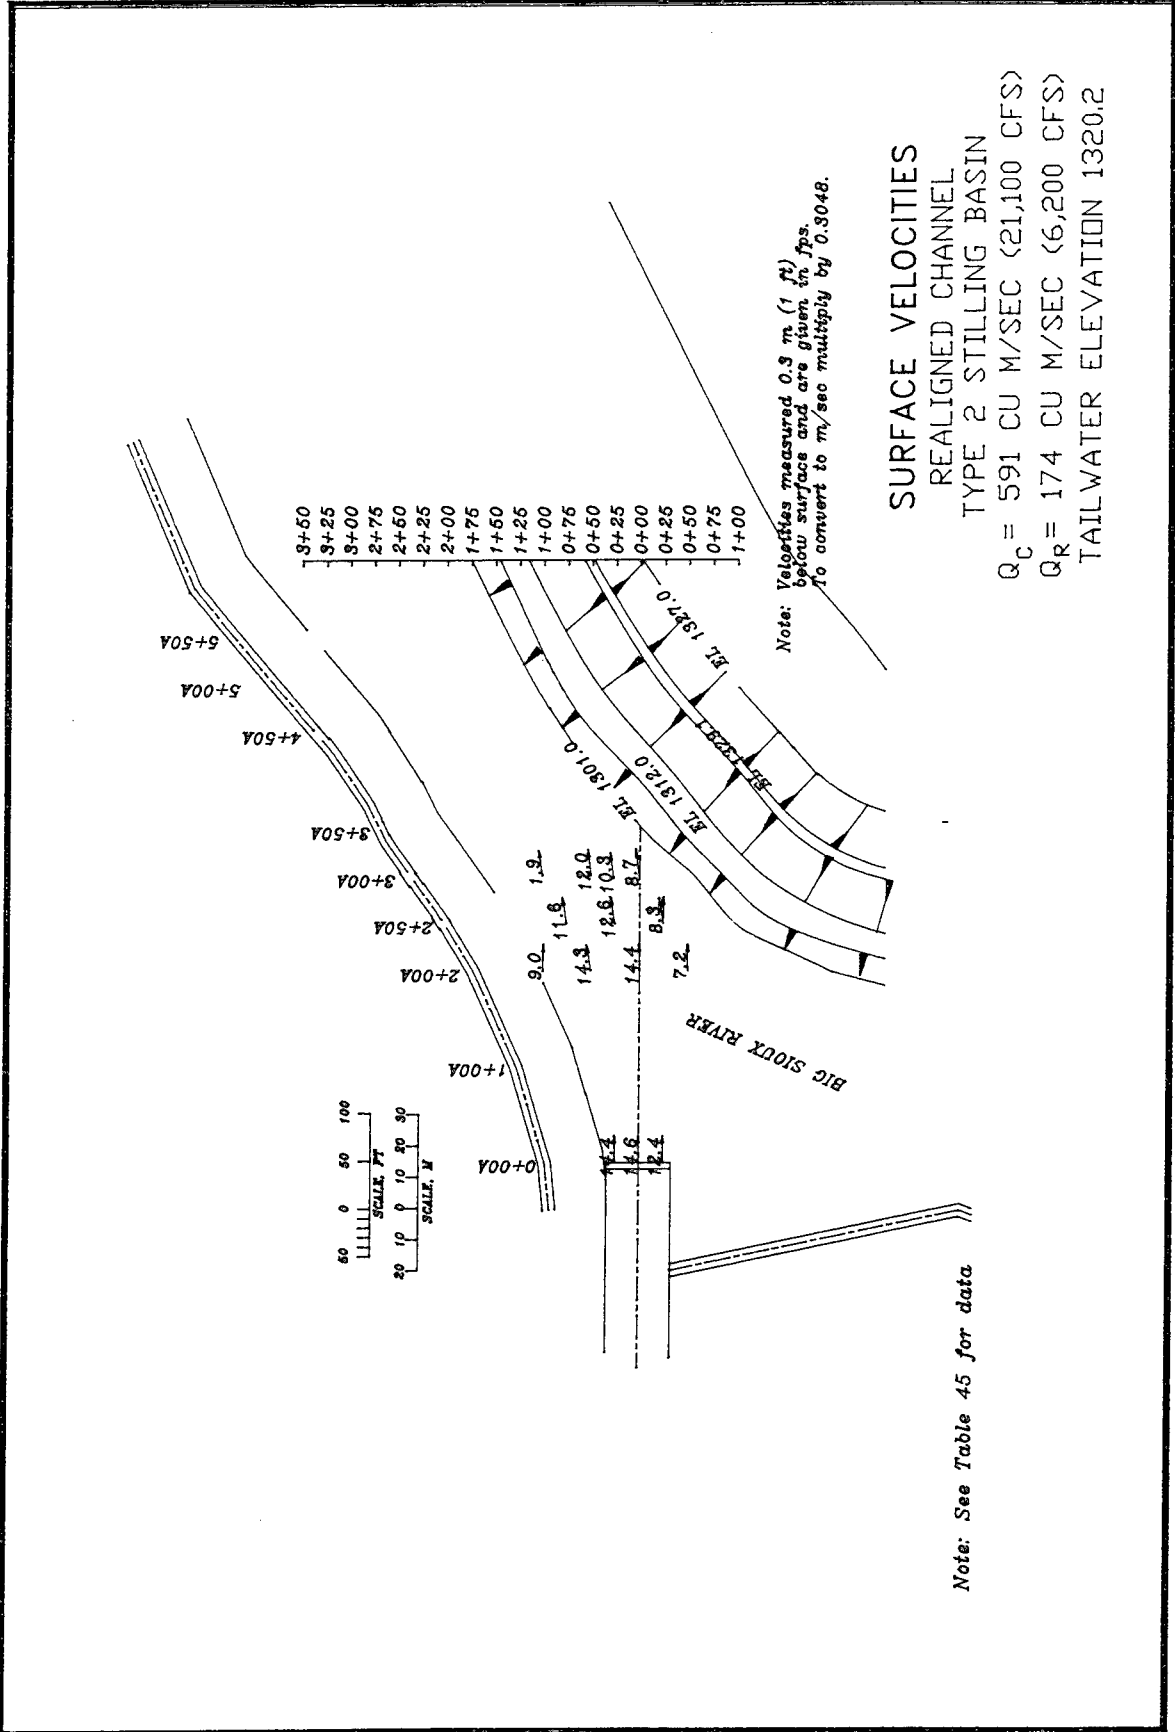 50 0 50 100
SCALE, FT
20 10 0 10 20 30
SCALE, M
0+00A
1+00A
2+00A
2+50A
3+00A
3+50A
4+50A
5+00A
5+50A
3+50
3+25
3+00
2+75
2+50
2+25
2+00
1+75
1+50
1+25
1+00
0+75
0+50
0+25
0+00
0+25
0+50
0+75
1+00
14.6
12.4
9.0
14.3
14.4
7.2
11.6
12.6
8.3
1.9
12.0
10.3
8.7
EL 1301.0
EL 1312.0
EL 1329.1
EL 1327.0
BIG SIOUX RIVER
Note: Velocities measured 0.3 m (1 ft)
below surface and are given in fps.
To convert to m/sec multiply by 0.3048.
Note: See Table 45 for data
SURFACE VELOCITIES
REALIGNED CHANNEL
TYPE 2 STILLING BASIN
QC = 591 CU M/SEC (21,100 CFS)
QR = 174 CU M/SEC (6,200 CFS)
TAILWATER ELEVATION 1320.2